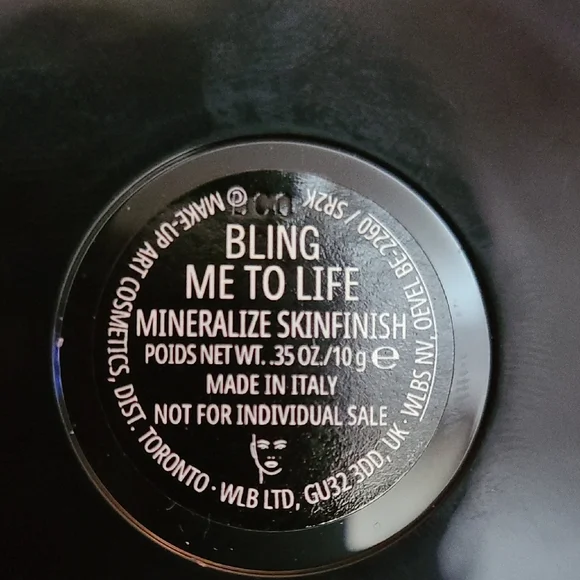 BLING
ME TO LIFE
MINERALIZE SKINFINISH
POIDS NET WT. .35 OZ./10 g ℮
MADE IN ITALY
NOT FOR INDIVIDUAL SALE
℗ MAKE-UP ART COSMETICS, DIST. TORONTO · WLB LTD, GU32 3DD, UK · WLBS NV, OEVEL BE-2260 / SR2K